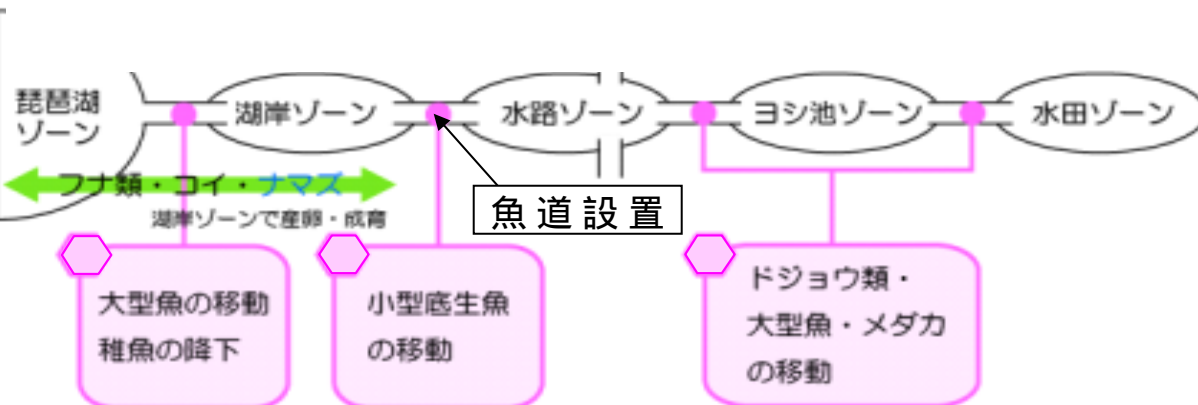 琵琶湖
ゾーン
湖岸ゾーン
水路ゾーン
ヨシ池ゾーン
水田ゾーン
フナ類・コイ・ナマズ
湖岸ゾーンで産卵・成育
魚道設置
大型魚の移動
稚魚の降下
小型底生魚
の移動
ドジョウ類・
大型魚・メダカ
の移動